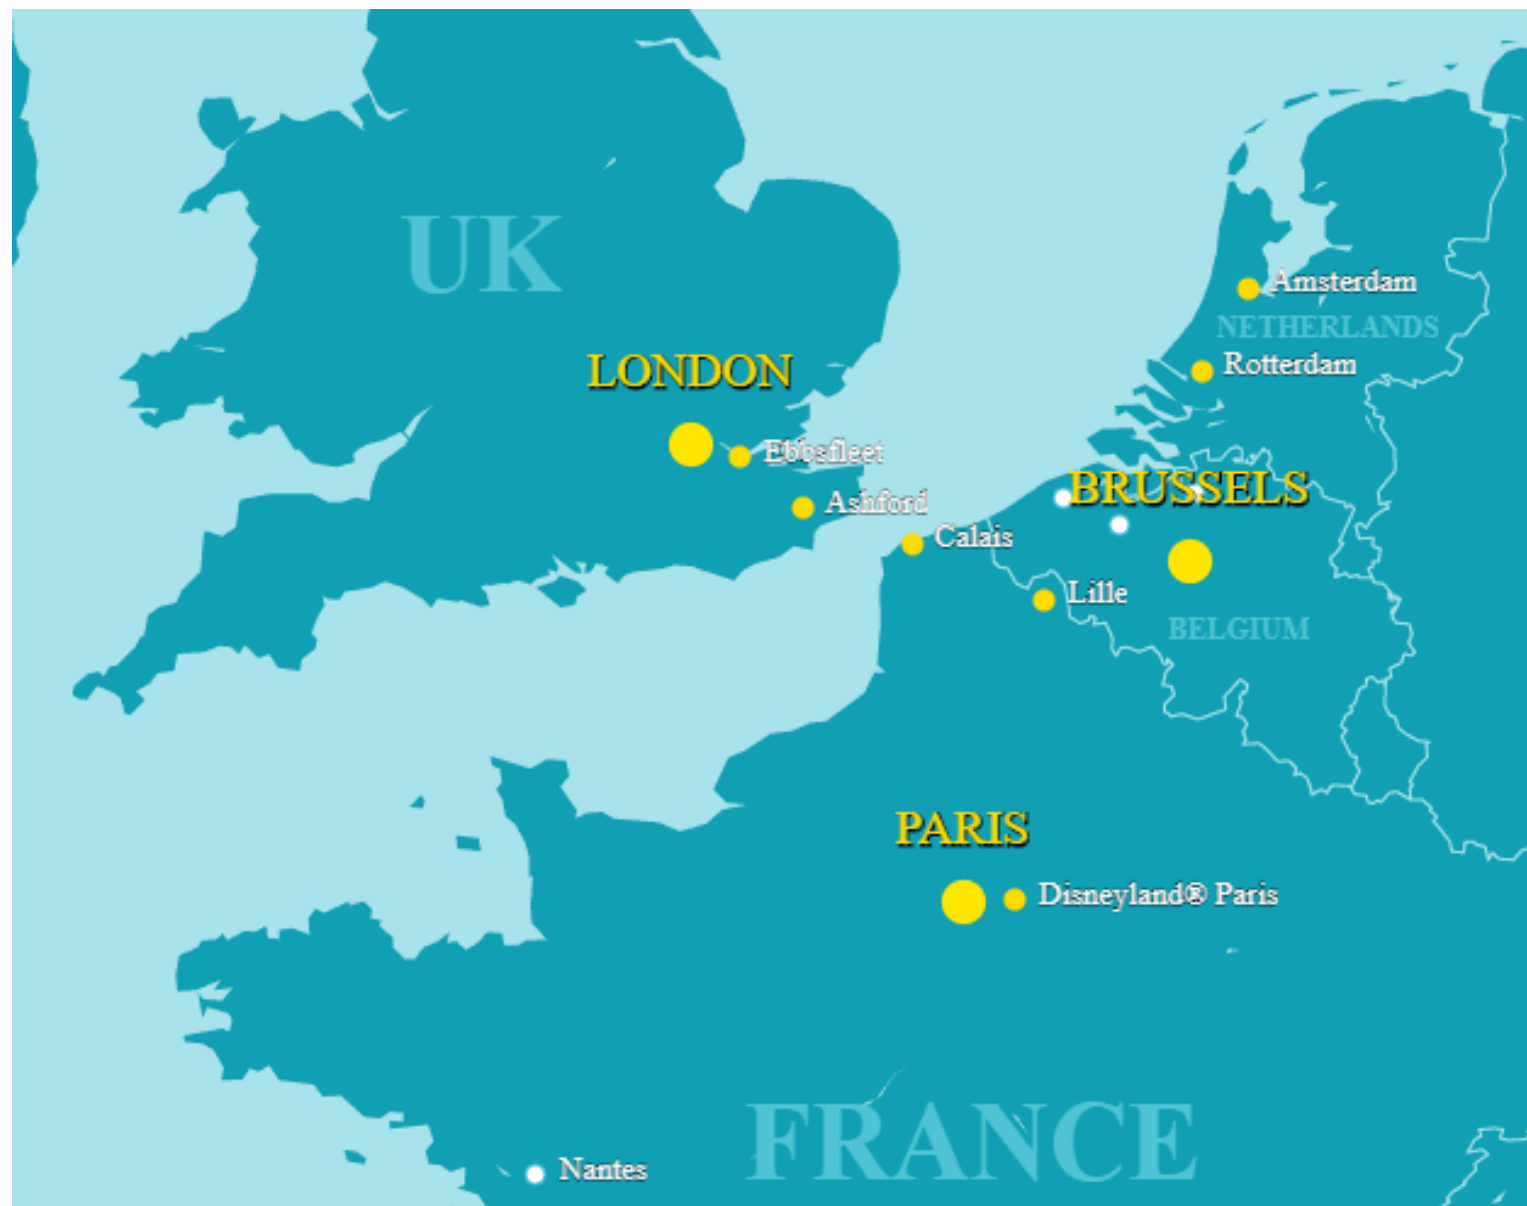 UK
Amsterdam
NETHERLANDS
LONDON
Rotterdam
Ebbsfleet
BRUSSELS
Ashford
Calais
Lille
BELGIUM
PARIS
Disneyland® Paris
FRANCE
Nantes